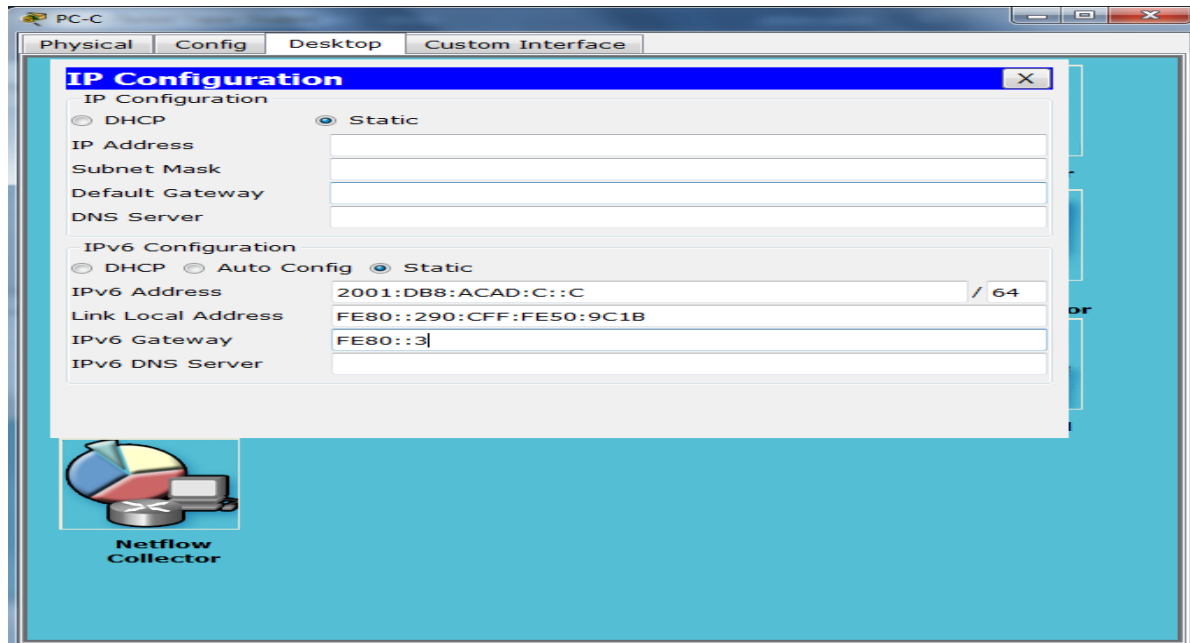 PC-C
Physical Config Desktop Custom Interface
IP Configuration X
IP Configuration
DHCP Static
IP Address
Subnet Mask
Default Gateway
DNS Server
IPv6 Configuration
DHCP Auto Config Static
IPv6 Address 2001:DB8:ACAD:C::C / 64
Link Local Address FE80::290:CFF:FE50:9C1B
IPv6 Gateway FE80::3
IPv6 DNS Server
Netflow
Collector